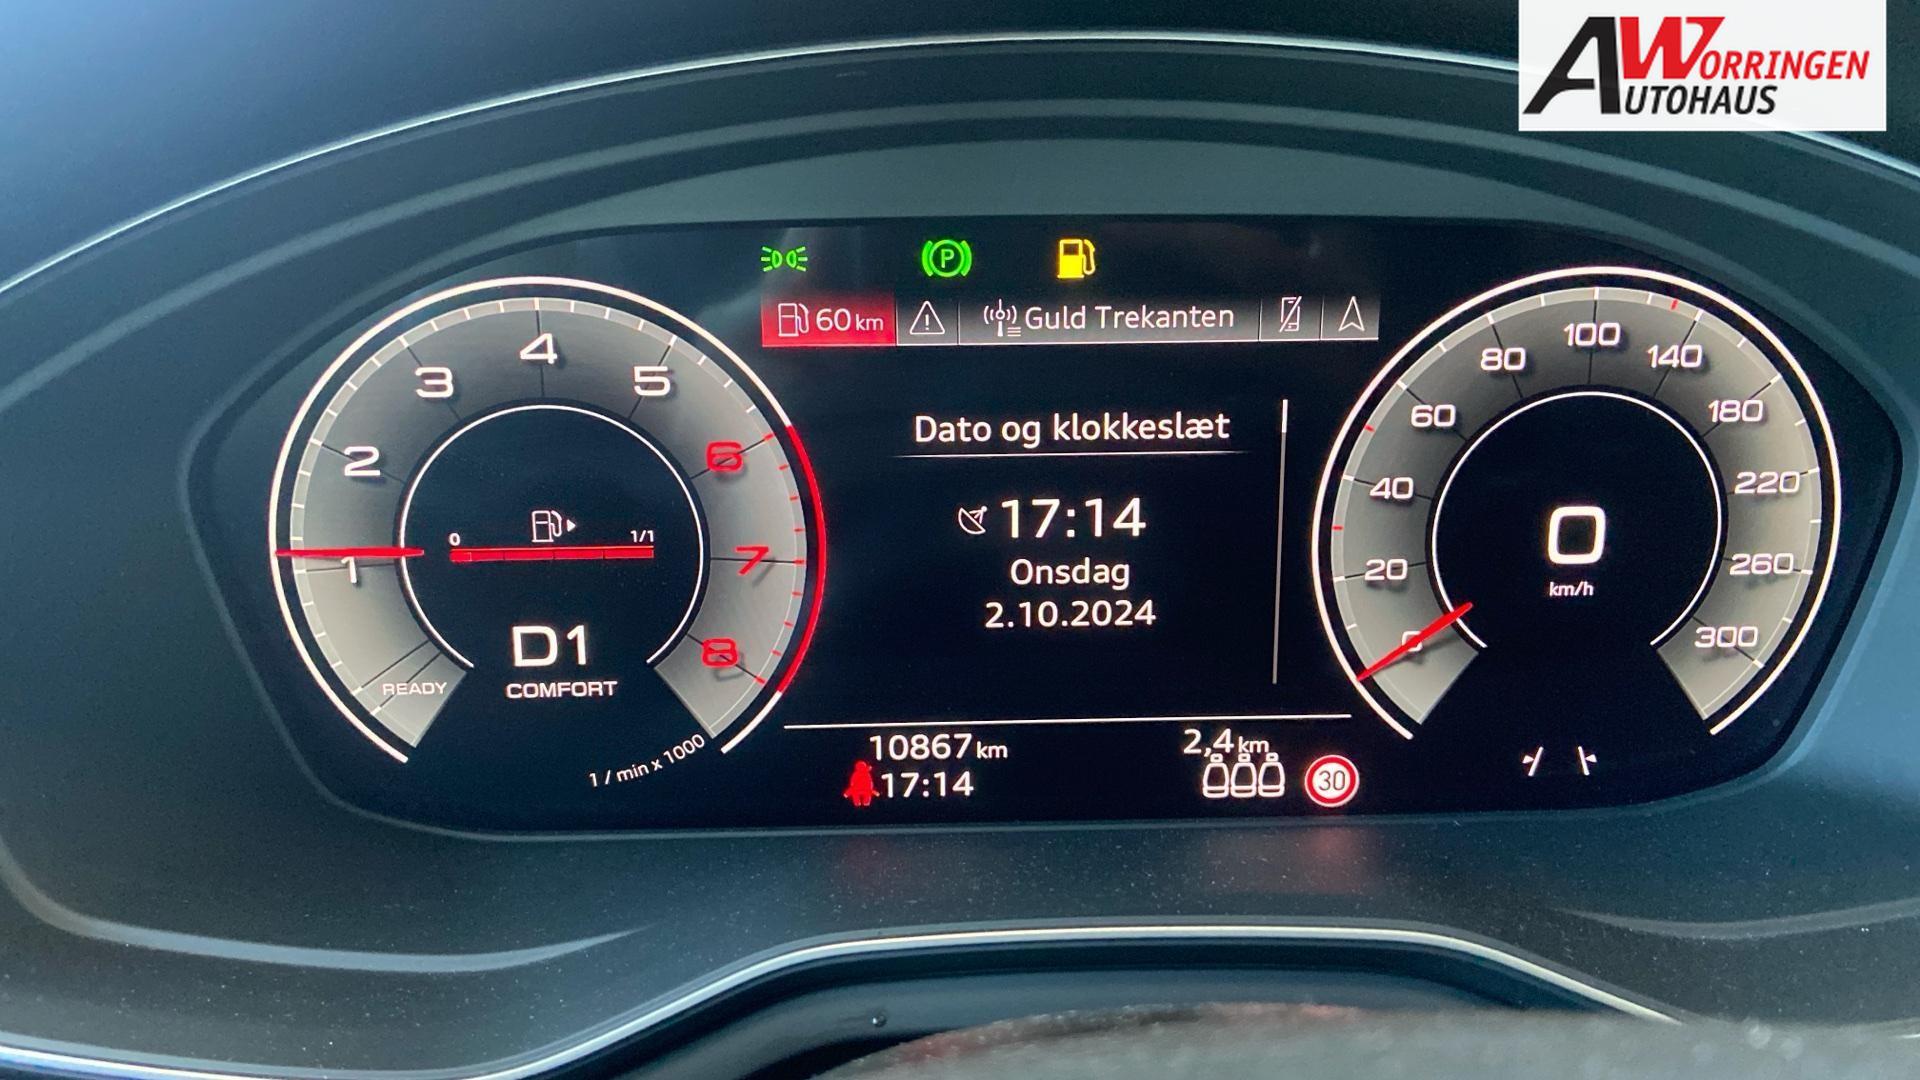 AWORRINGEN
AUTOHAUS
P
60 km
Guld Trekanten
1
2
3
4
5
6
7
8
READY
1 / min x 1000
0
1/1
D1
COMFORT
Dato og klokkeslæt
17:14
Onsdag
2.10.2024
10867 km
17:14
2,4 km
30
0
20
40
60
80
100
140
180
220
260
300
0
km/h